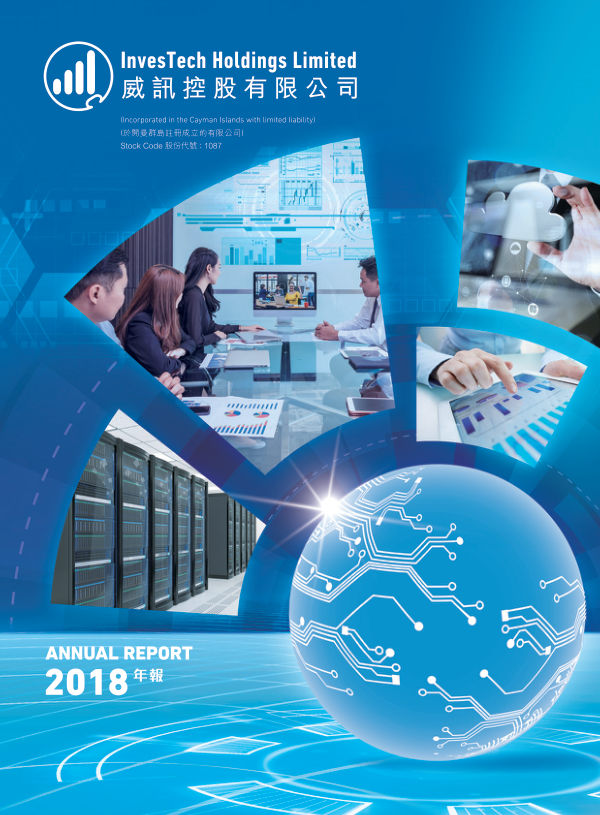 InvesTech Holdings Limited
威訊控股有限公司
(Incorporated in the Cayman Islands with limited liability)
(於開曼群島註冊成立的有限公司)
Stock Code 股份代號：1087
ANNUAL REPORT
2018 年報